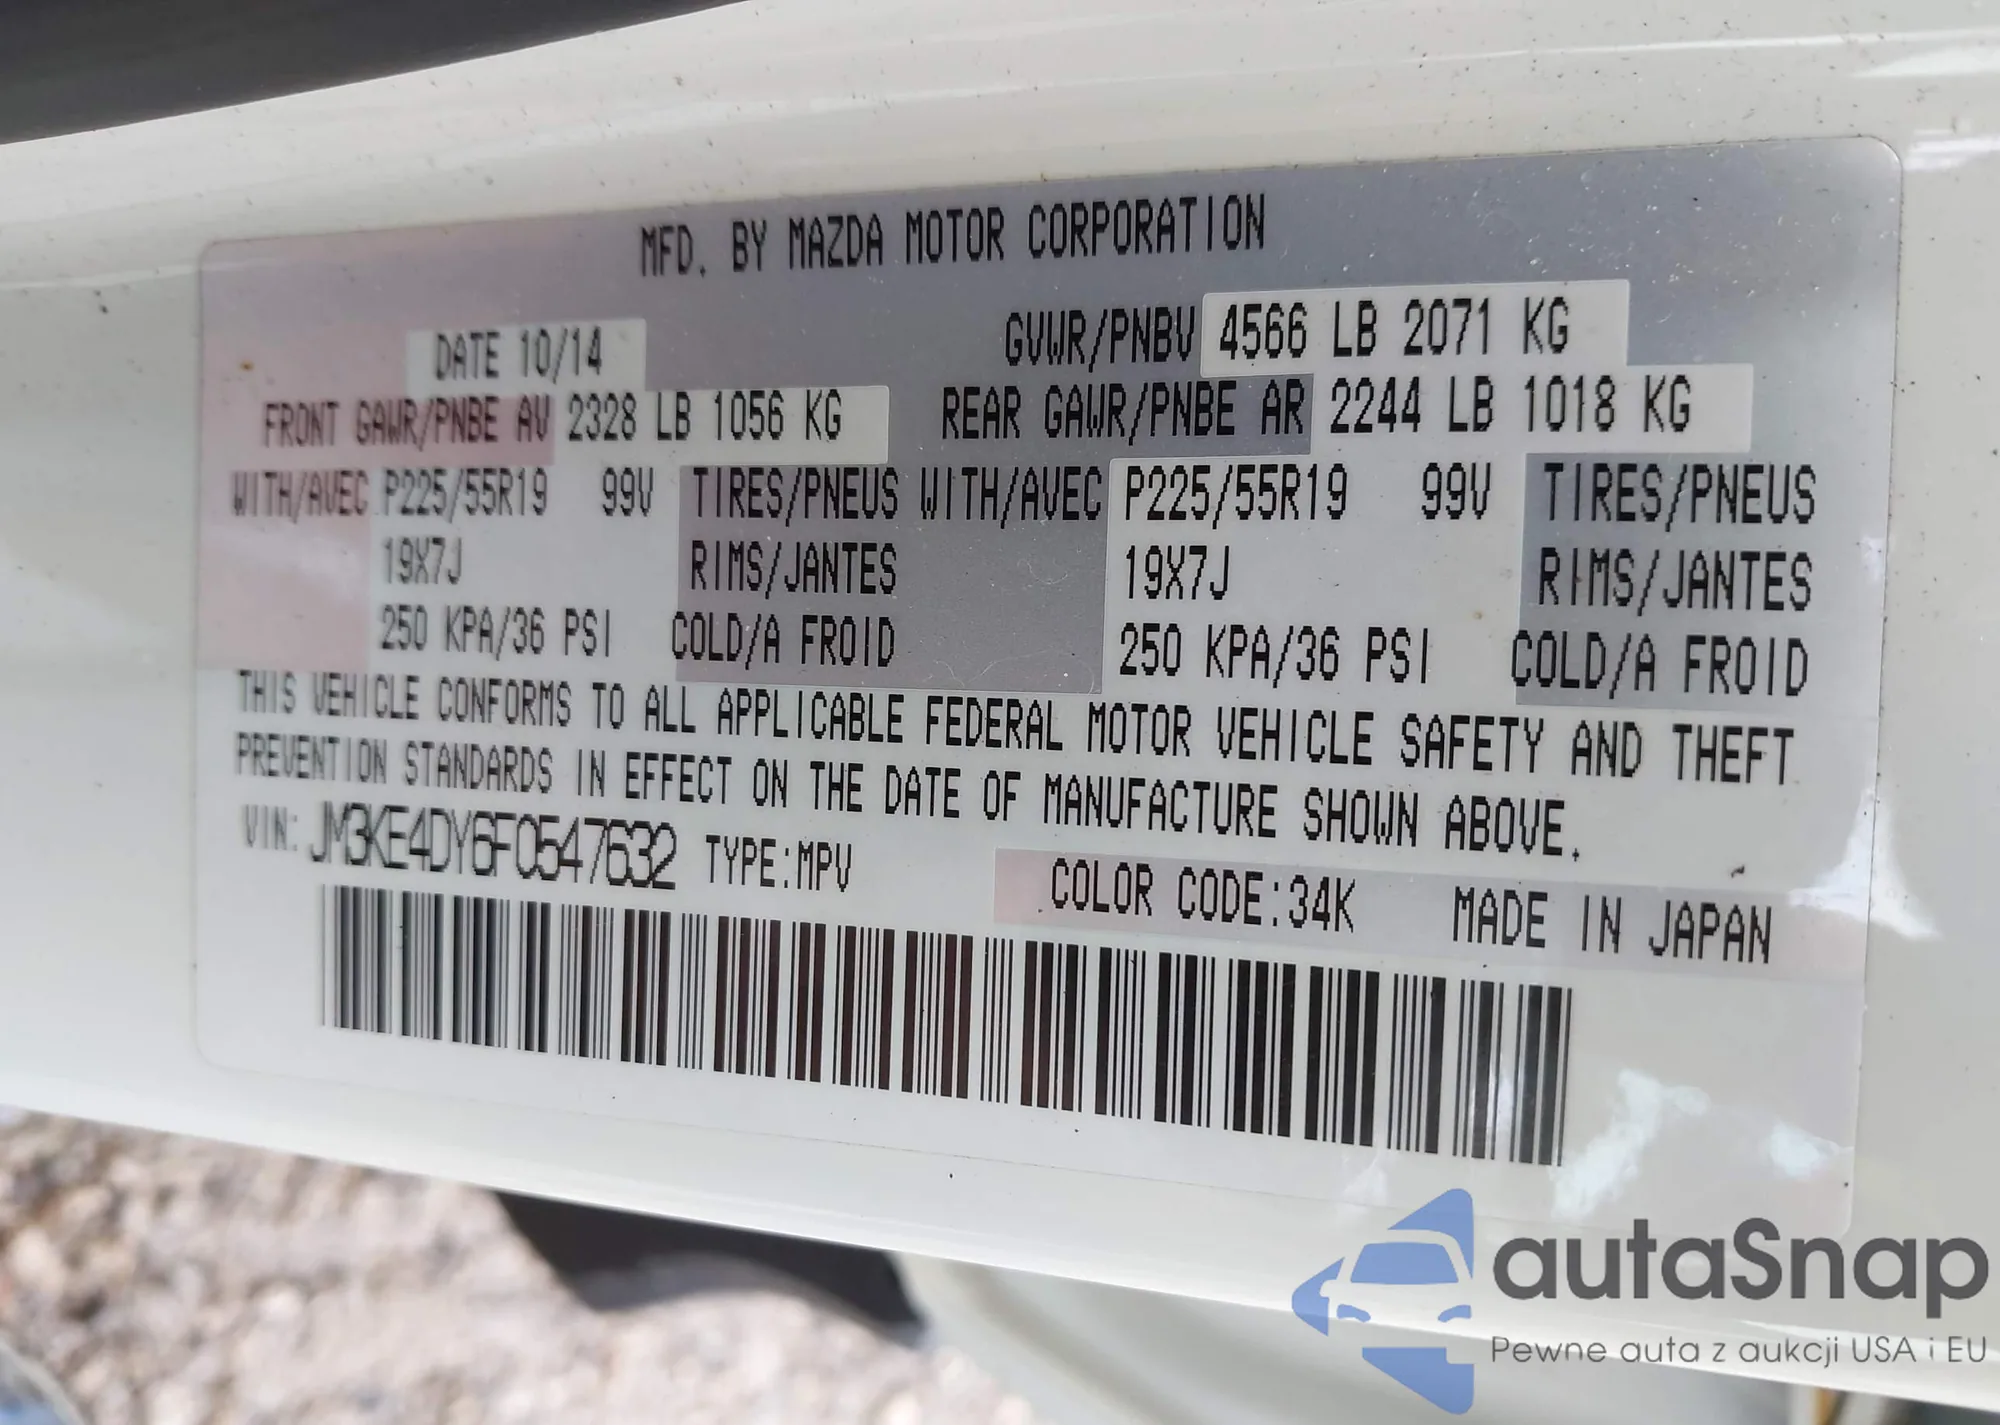 MFD. BY MAZDA MOTOR CORPORATION
DATE 10/14 GVWR/PNBV 4566 LB 2071 KG
FRONT GAWR/PNBE AV 2328 LB 1056 KG REAR GAWR/PNBE AR 2244 LB 1018 KG
WITH/AVEC P225/55R19 99V TIRES/PNEUS WITH/AVEC P225/55R19 99V TIRES/PNEUS
19X7J RIMS/JANTES 19X7J RIMS/JANTES
250 KPA/36 PSI COLD/A FROID 250 KPA/36 PSI COLD/A FROID
THIS VEHICLE CONFORMS TO ALL APPLICABLE FEDERAL MOTOR VEHICLE SAFETY AND THEFT
PREVENTION STANDARDS IN EFFECT ON THE DATE OF MANUFACTURE SHOWN ABOVE.
VIN: JM3KE4DY6F0547632 TYPE:MPV COLOR CODE:34K MADE IN JAPAN
autaSnap
Pewne auta z aukcji USA i EU